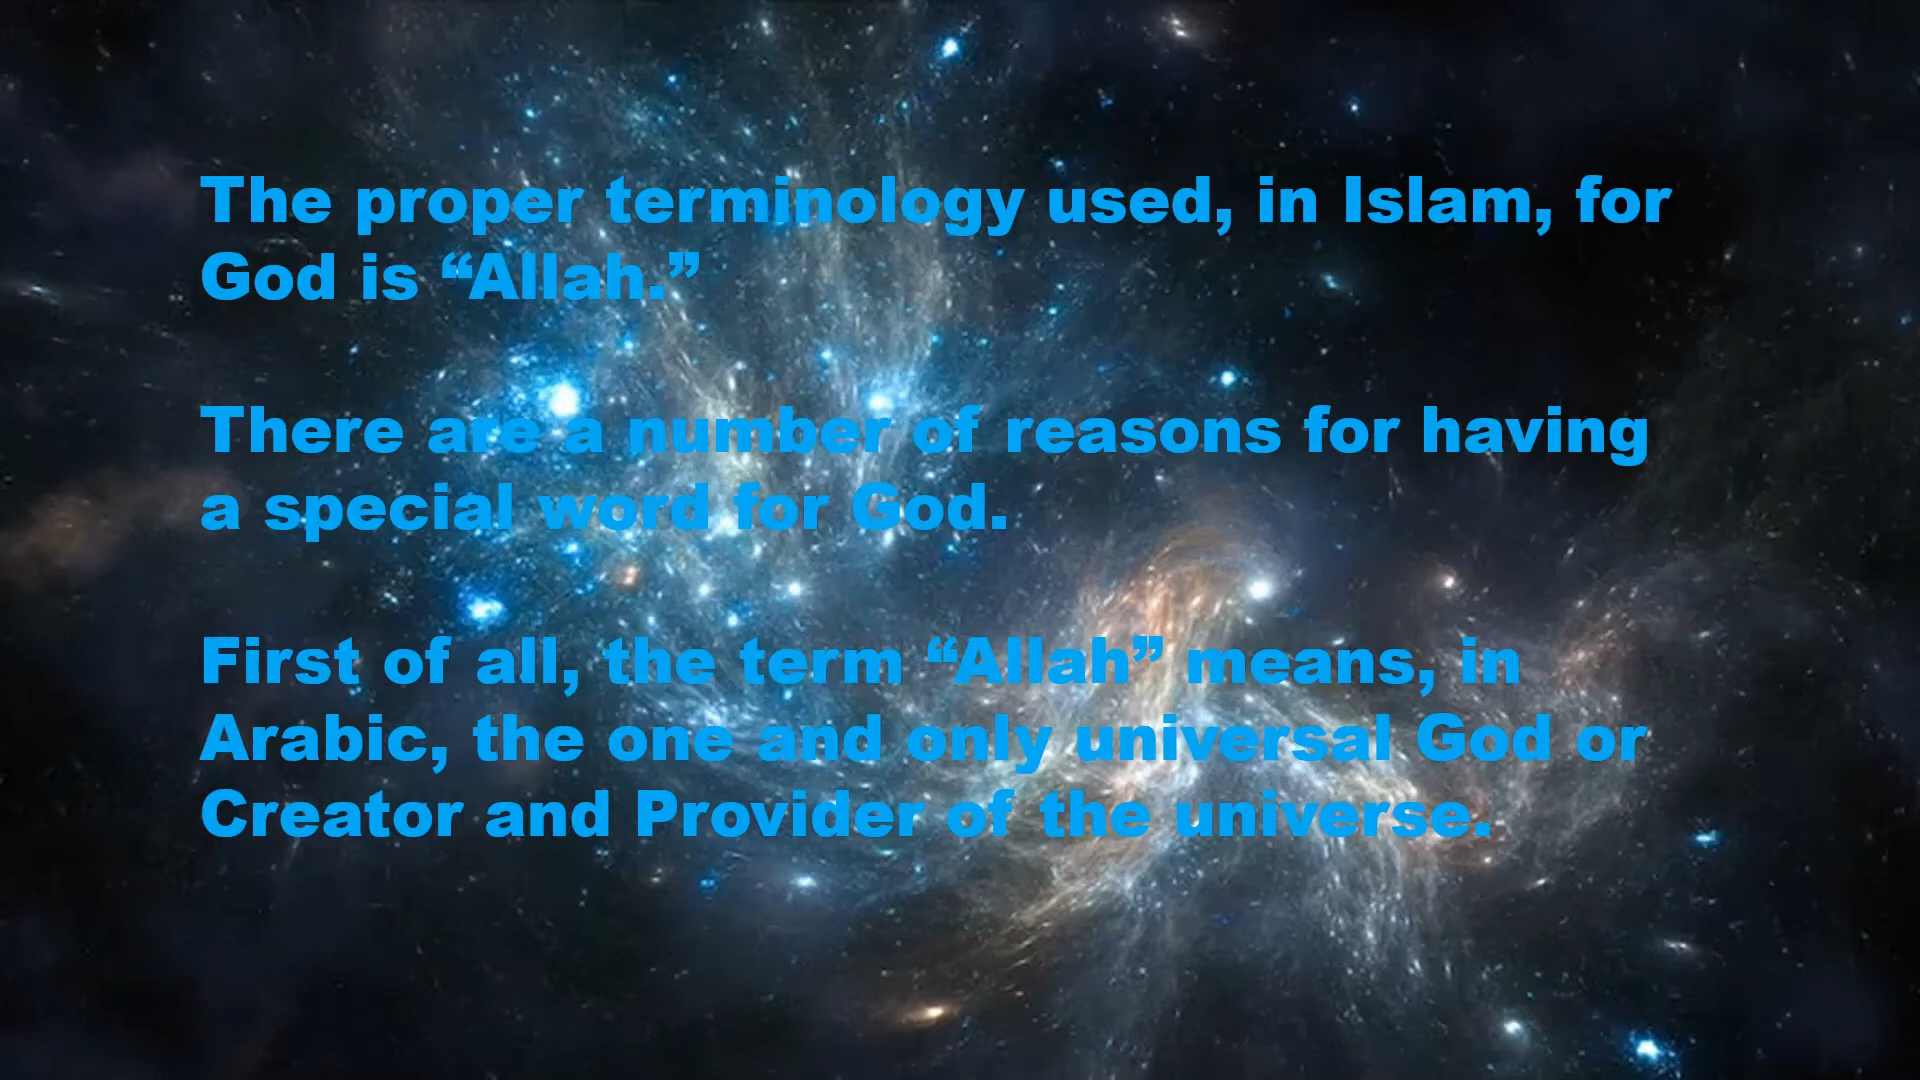 The proper terminology used, in Islam, for
God is “Allah.”
There are a number of reasons for having
a special word for God.
First of all, the term “Allah” means, in
Arabic, the one and only universal God or
Creator and Provider of the universe.